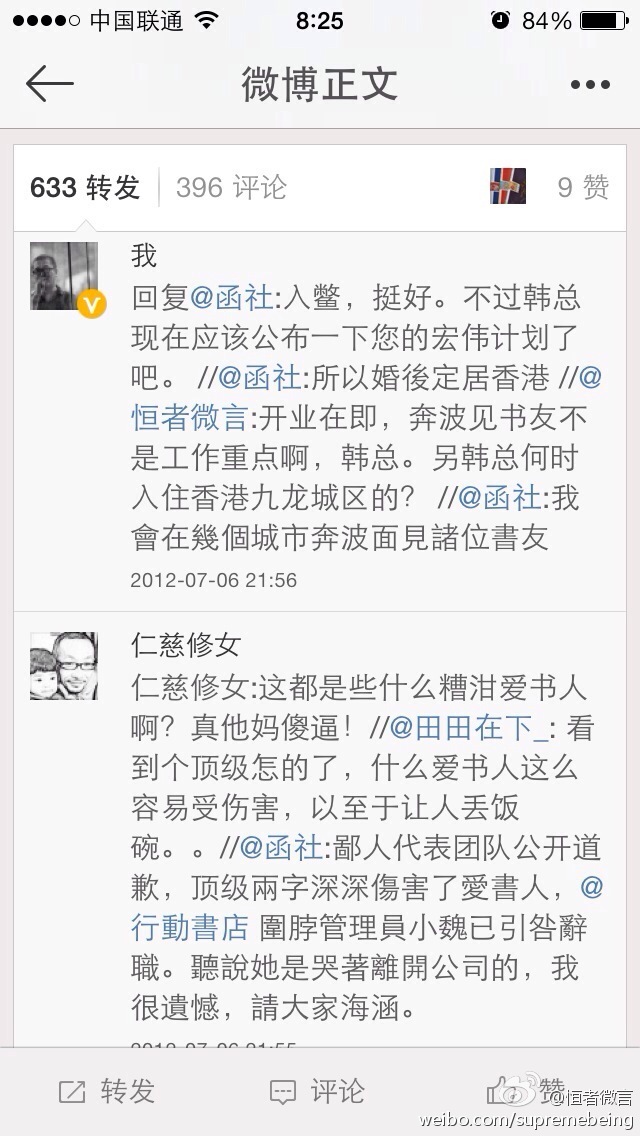 中国联通 8:25 84%
微博正文
633 转发 396 评论 9 赞
我
回复@函社:入鳖，挺好。不过韩总
现在应该公布一下您的宏伟计划了
吧。 //@函社:所以婚後定居香港 //@
恒者微言:开业在即，奔波见书友不
是工作重点啊，韩总。另韩总何时
入住香港九龙城区的？ //@函社:我
會在幾個城市奔波面見諸位書友
2012-07-06 21:56
仁慈修女
仁慈修女:这都是些什么糟泔爱书人
啊？真他妈傻逼！//@田田在下_: 看
到个顶级怎的了，什么爱书人这么
容易受伤害，以至于让人丢饭
碗。。//@函社:鄙人代表团队公开道
歉，顶级兩字深深傷害了愛書人，@
行動書店 圍脖管理員小魏已引咎辭
職。聽說她是哭著離開公司的，我
很遺憾，請大家海涵。
2012-07-06 21:55
转发 评论 赞
@恒者微言
weibo.com/supremebeing